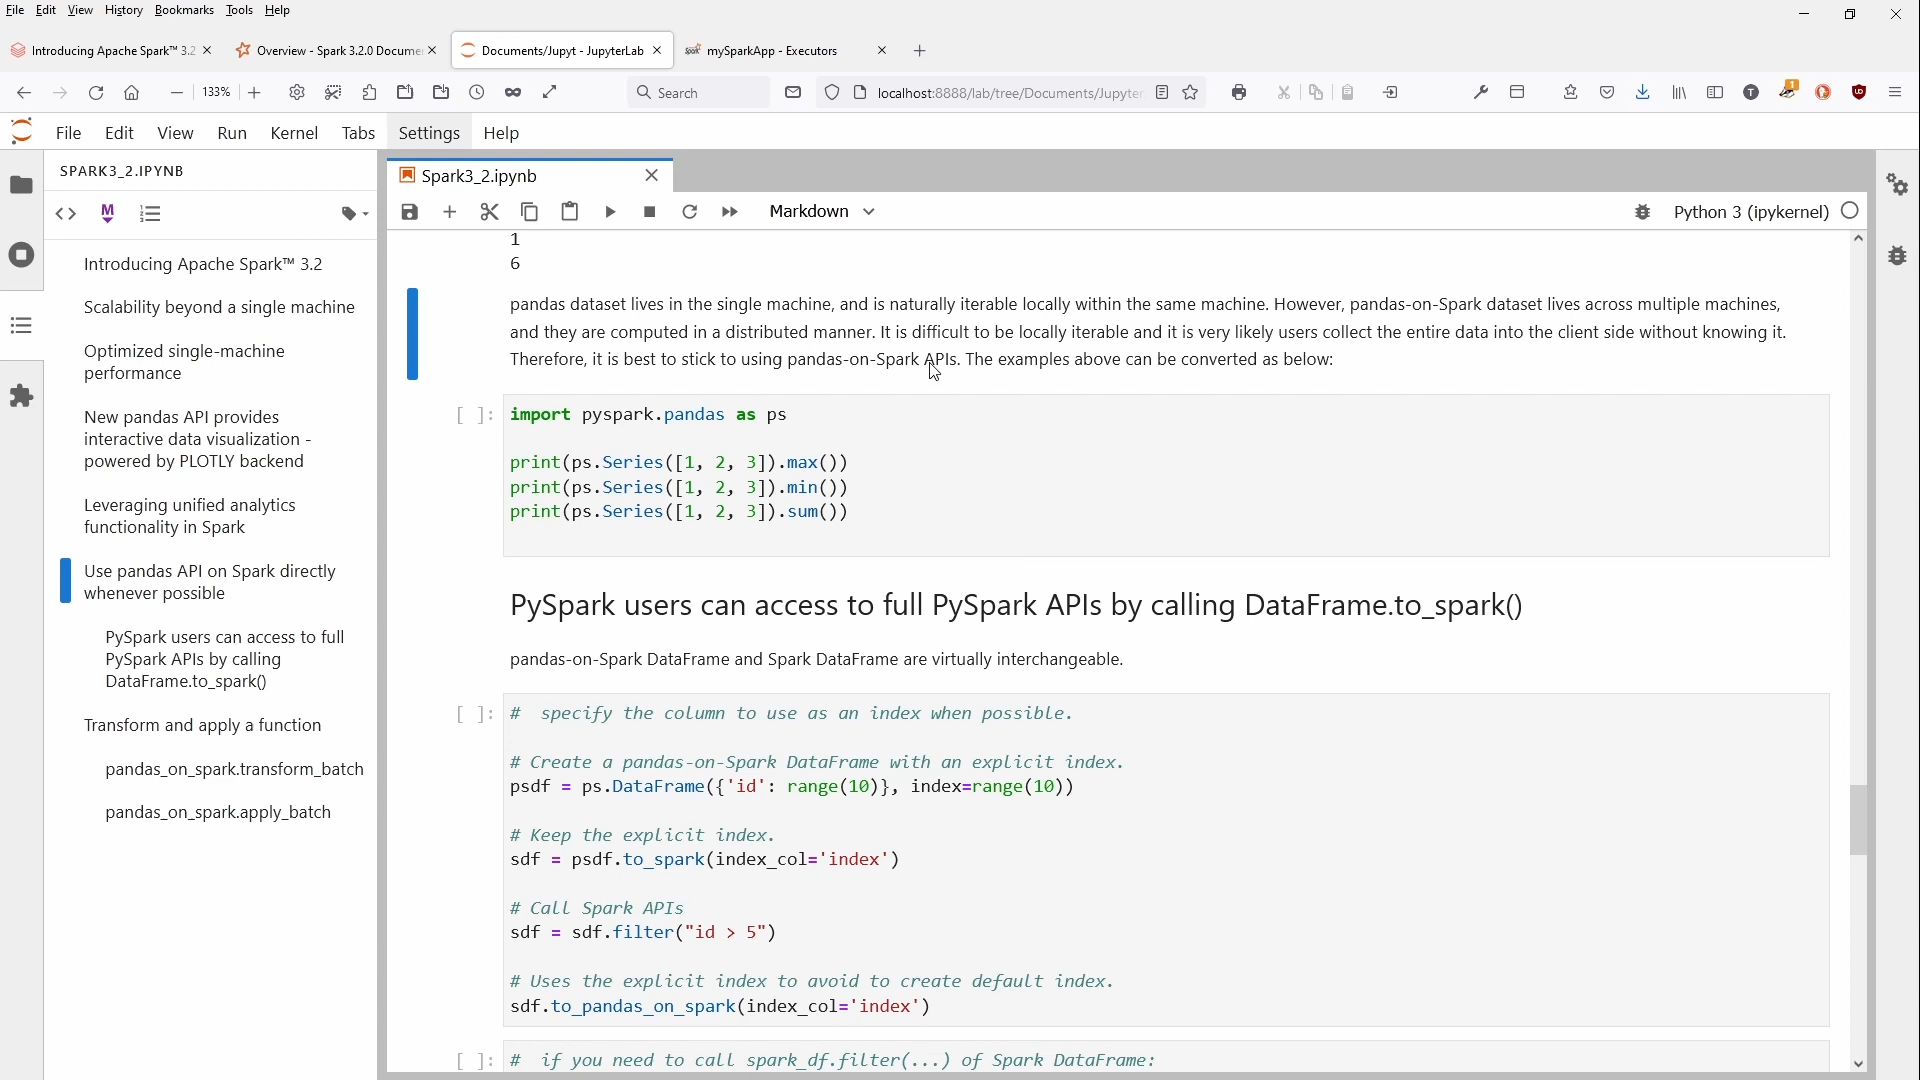 File Edit View History Bookmarks Tools Help
Introducing Apache Spark™ 3.2
Overview - Spark 3.2.0 Docume
Documents/Jupyt - JupyterLab
mySparkApp - Executors
133%
Search
localhost:8888/lab/tree/Documents/Jupyter
File Edit View Run Kernel Tabs Settings Help
SPARK3_2.IPYNB
Introducing Apache Spark™ 3.2
Scalability beyond a single machine
Optimized single-machine
performance
New pandas API provides
interactive data visualization -
powered by PLOTLY backend
Leveraging unified analytics
functionality in Spark
Use pandas API on Spark directly
whenever possible
PySpark users can access to full
PySpark APIs by calling
DataFrame.to_spark()
Transform and apply a function
pandas_on_spark.transform_batch
pandas_on_spark.apply_batch
Spark3_2.ipynb
Markdown
Python 3 (ipykernel)
1
6
pandas dataset lives in the single machine, and is naturally iterable locally within the same machine. However, pandas-on-Spark dataset lives across multiple machines,
and they are computed in a distributed manner. It is difficult to be locally iterable and it is very likely users collect the entire data into the client side without knowing it.
Therefore, it is best to stick to using pandas-on-Spark APIs. The examples above can be converted as below:
[ ]: import pyspark.pandas as ps
print(ps.Series([1, 2, 3]).max())
print(ps.Series([1, 2, 3]).min())
print(ps.Series([1, 2, 3]).sum())
PySpark users can access to full PySpark APIs by calling DataFrame.to_spark()
pandas-on-Spark DataFrame and Spark DataFrame are virtually interchangeable.
[ ]: #  specify the column to use as an index when possible.
# Create a pandas-on-Spark DataFrame with an explicit index.
psdf = ps.DataFrame({'id': range(10)}, index=range(10))
# Keep the explicit index.
sdf = psdf.to_spark(index_col='index')
# Call Spark APIs
sdf = sdf.filter("id > 5")
# Uses the explicit index to avoid to create default index.
sdf.to_pandas_on_spark(index_col='index')
[ ]: #  if you need to call spark_df.filter(...) of Spark DataFrame: